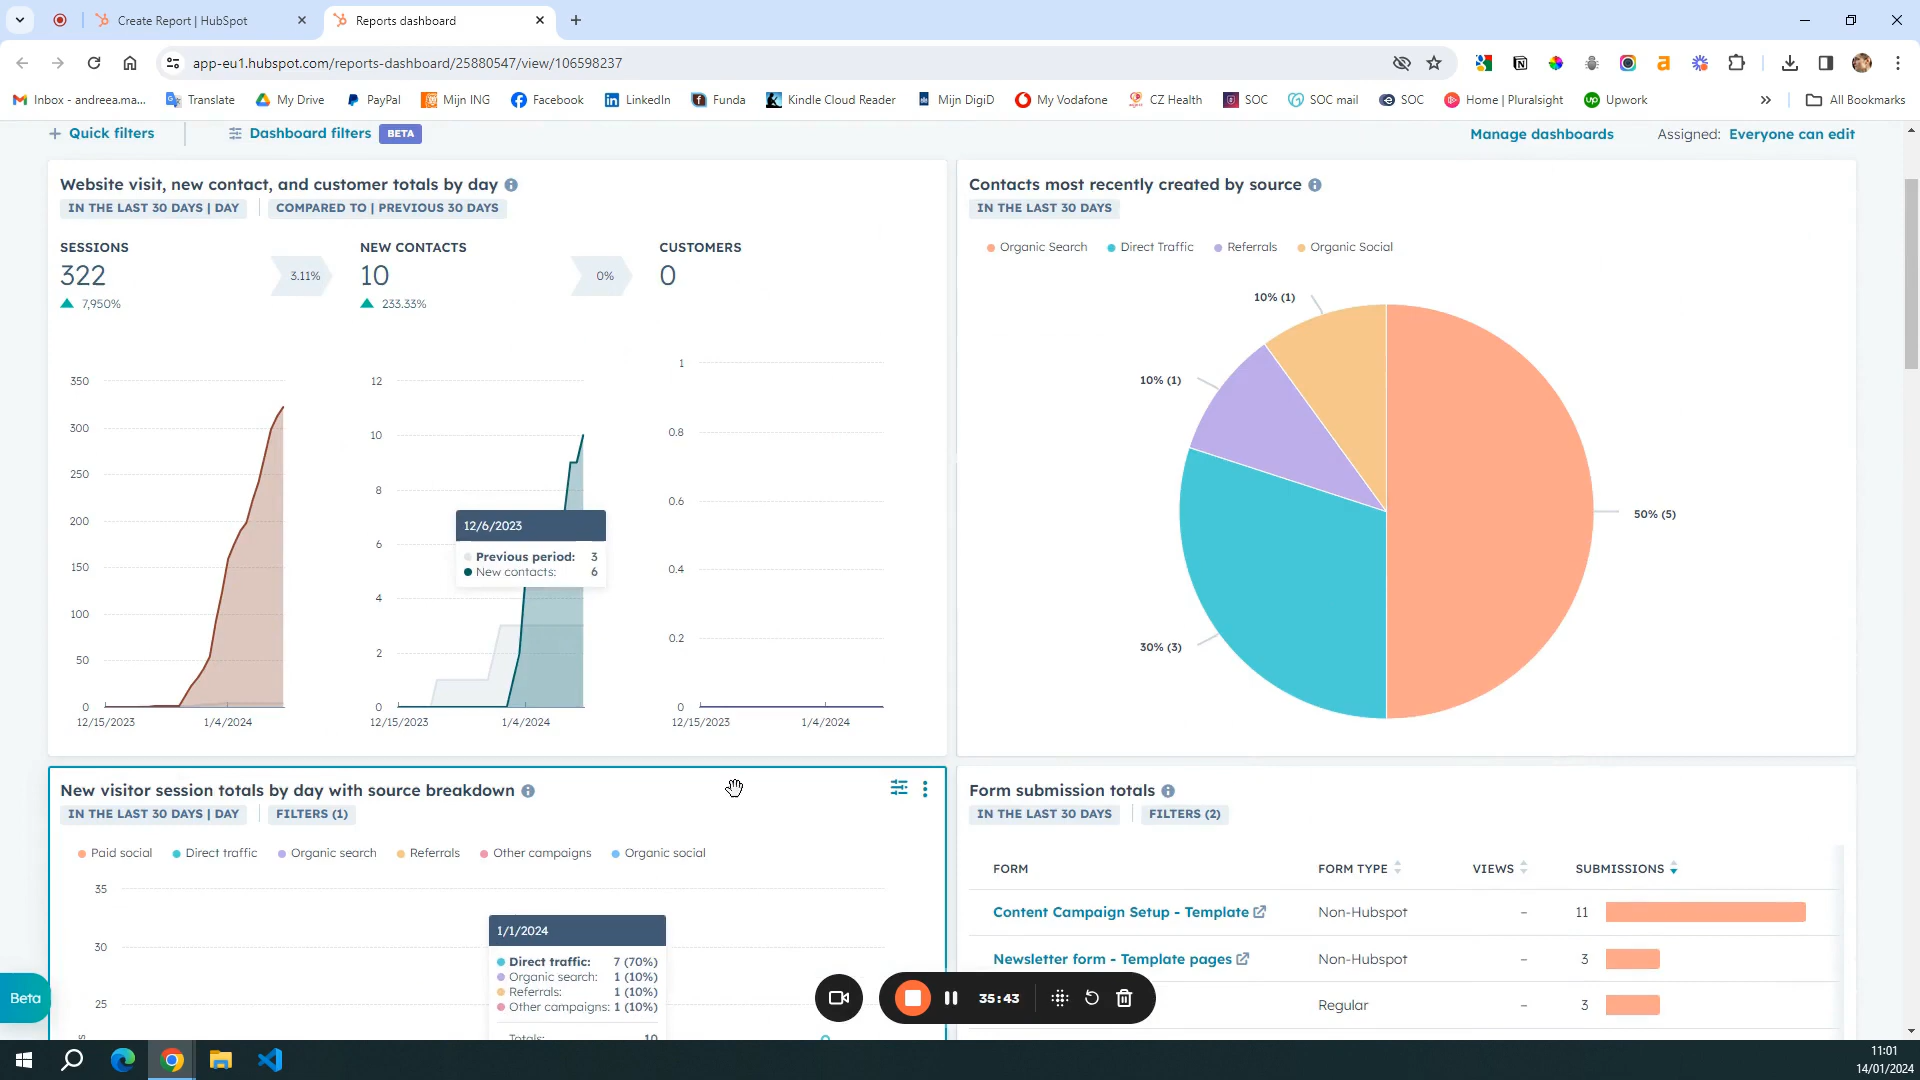 Create Report | HubSpot
Reports dashboard
app-eu1.hubspot.com/reports-dashboard/25880547/view/106598237
Inbox - andreea.ma...
Translate
My Drive
PayPal
Mijn ING
Facebook
LinkedIn
Funda
Kindle Cloud Reader
Mijn DigiD
My Vodafone
CZ Health
SOC
SOC mail
SOC
Home | Pluralsight
Upwork
All Bookmarks
Quick filters
Dashboard filters BETA
Manage dashboards
Assigned: Everyone can edit
Website visit, new contact, and customer totals by day
IN THE LAST 30 DAYS | DAY
COMPARED TO | PREVIOUS 30 DAYS
SESSIONS
322
7,950%
3.11%
NEW CONTACTS
10
233.33%
0%
CUSTOMERS
0
350
300
250
200
150
100
50
0
12/15/2023
1/4/2024
12
10
8
6
4
2
0
12/15/2023
1/4/2024
12/6/2023
Previous period: 3
New contacts: 6
1
0.8
0.6
0.4
0.2
0
12/15/2023
1/4/2024
Contacts most recently created by source
IN THE LAST 30 DAYS
Organic Search
Direct Traffic
Referrals
Organic Social
10% (1)
10% (1)
50% (5)
30% (3)
New visitor session totals by day with source breakdown
IN THE LAST 30 DAYS | DAY
FILTERS (1)
Paid social
Direct traffic
Organic search
Referrals
Other campaigns
Organic social
35
30
25
1/1/2024
Direct traffic: 7 (70%)
Organic search: 1 (10%)
Referrals: 1 (10%)
Other campaigns: 1 (10%)
Totals: 10
Form submission totals
IN THE LAST 30 DAYS
FILTERS (2)
FORM
FORM TYPE
VIEWS
SUBMISSIONS
Content Campaign Setup - Template
Non-Hubspot
–
11
Newsletter form - Template pages
Non-Hubspot
–
3
Regular
–
3
Beta
35:43
11:01
14/01/2024